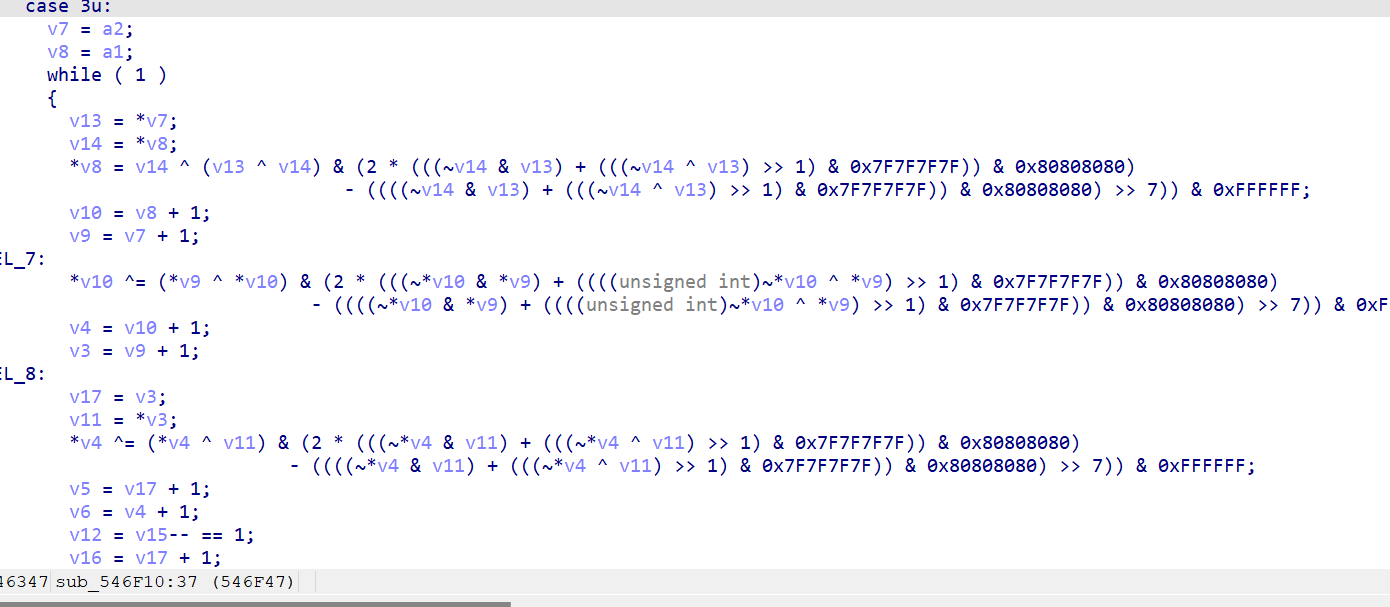 case 3u:
v7 = a2;
v8 = a1;
while ( 1 )
{
v13 = *v7;
v14 = *v8;
*v8 = v14 ^ (v13 ^ v14) & (2 * (((~v14 & v13) + (((~v14 ^ v13) >> 1) & 0x7F7F7F7F)) & 0x80808080)
- ((((~v14 & v13) + (((~v14 ^ v13) >> 1) & 0x7F7F7F7F)) & 0x80808080) >> 7)) & 0xFFFFFF;
v10 = v8 + 1;
v9 = v7 + 1;
EL_7:
*v10 ^= (*v9 ^ *v10) & (2 * (((~*v10 & *v9) + ((((unsigned int)~*v10 ^ *v9) >> 1) & 0x7F7F7F7F)) & 0x80808080)
- ((((~*v10 & *v9) + ((((unsigned int)~*v10 ^ *v9) >> 1) & 0x7F7F7F7F)) & 0x80808080) >> 7)) & 0xF
v4 = v10 + 1;
v3 = v9 + 1;
EL_8:
v17 = v3;
v11 = *v3;
*v4 ^= (*v4 ^ v11) & (2 * (((~*v4 & v11) + (((~*v4 ^ v11) >> 1) & 0x7F7F7F7F)) & 0x80808080)
- ((((~*v4 & v11) + (((~*v4 ^ v11) >> 1) & 0x7F7F7F7F)) & 0x80808080) >> 7)) & 0xFFFFFF;
v5 = v17 + 1;
v6 = v4 + 1;
v12 = v15-- == 1;
v16 = v17 + 1;
46347 sub_546F10:37 (546F47)